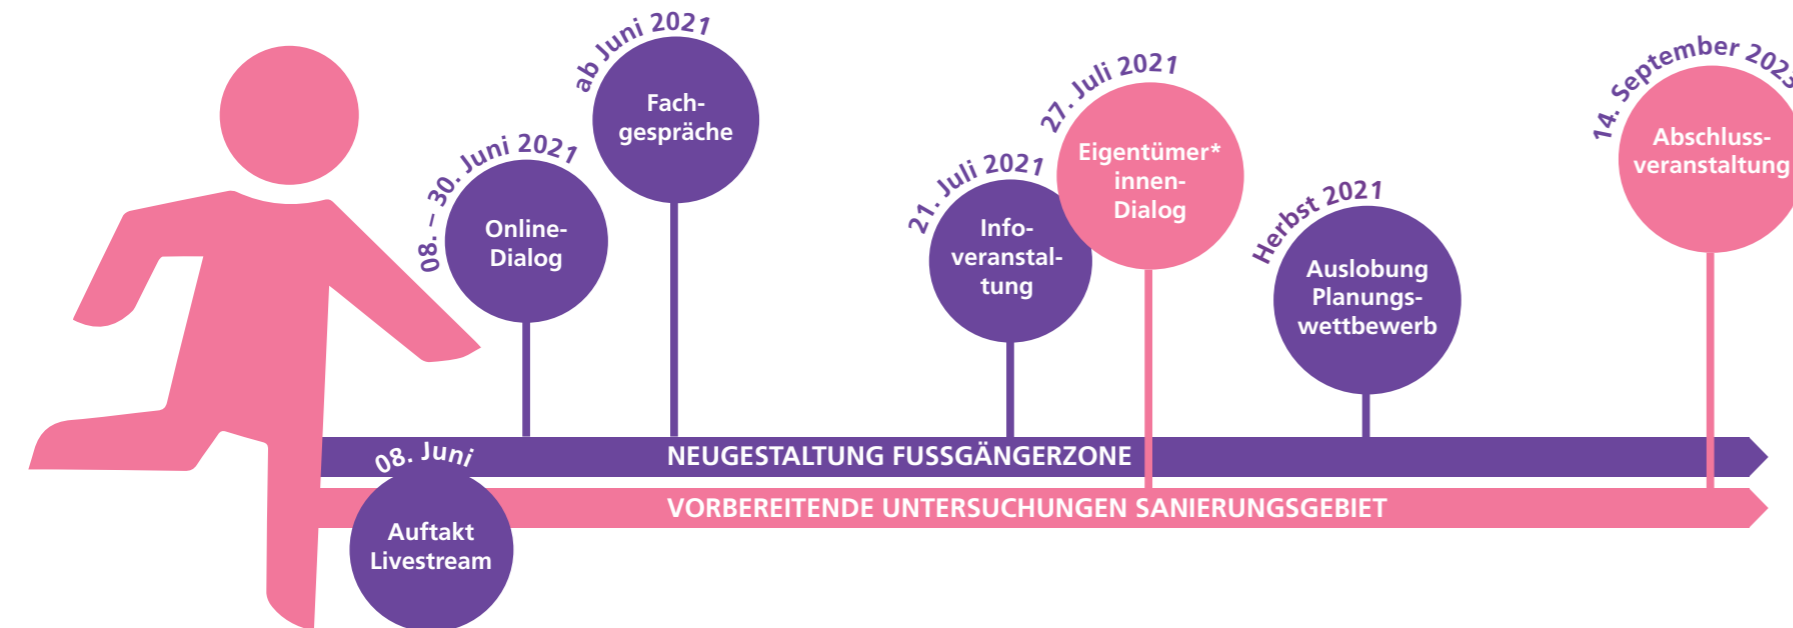 08. – 30. Juni 2021
Online-
Dialog
ab Juni 2021
Fach-
gespräche
21. Juli 2021
Info-
veranstal-
tung
27. Juli 2021
Eigentümer*
innen-
Dialog
Herbst 2021
Auslobung
Planungs-
wettbewerb
14. September
Abschluss-
veranstaltung
NEUGESTALTUNG FUSSGÄNGERZONE
VORBEREITENDE UNTERSUCHUNGEN SANIERUNGSGEBIET
08. Juni
Auftakt
Livestream